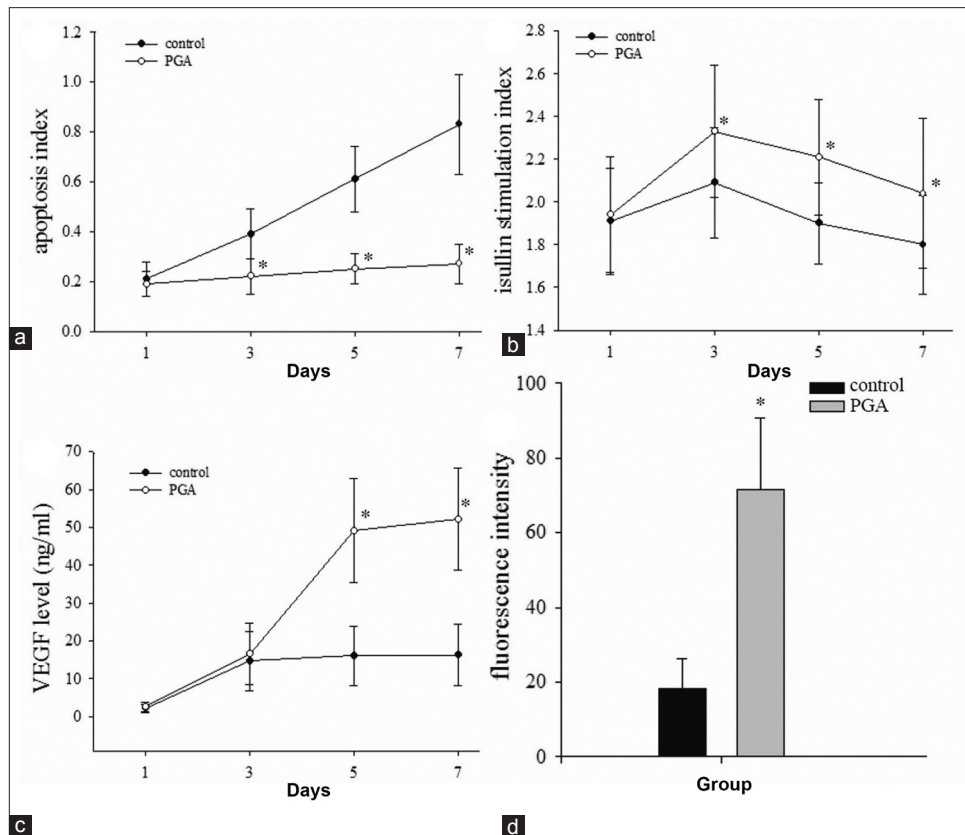 1.2
control
PGA
1.0
0.8
apoptosis index
0.6
0.4
*
*
*
0.2
0.0
a
1 3 5 7
Days
2.8
control
PGA
2.6
2.4
isullin stimulation index
*
*
*
2.2
2.0
1.8
1.6
1.4
b
1 3 5 7
Days
70
control
PGA
60
50
*
*
VEGF level (ng/ml)
40
30
20
10
0
1 3 5 7
Days
c
100
control
PGA
*
80
fluorescence intensity
60
40
20
0
Group
d